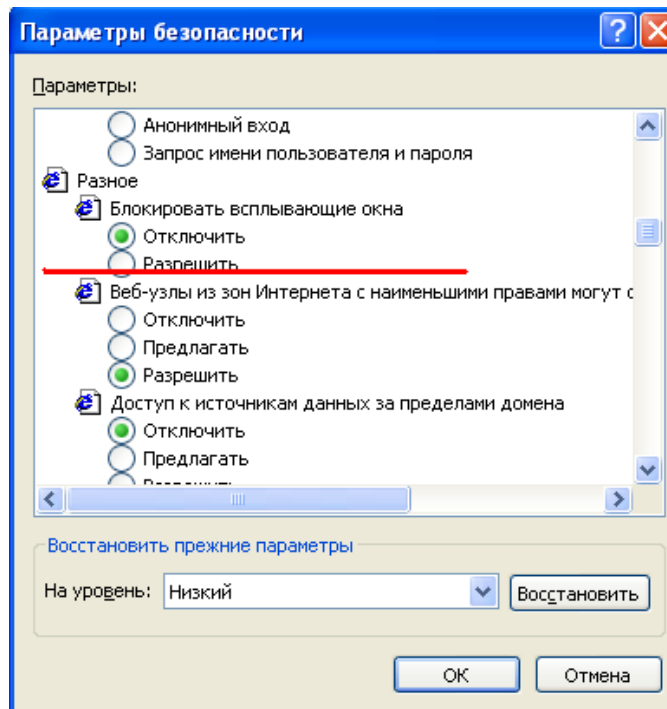 Параметры безопасности
Параметры:
Анонимный вход
Запрос имени пользователя и пароля
Разное
Блокировать всплывающие окна
Отключить
Разрешить
Веб-узлы из зон Интернета с наименьшими правами могут с
Отключить
Предлагать
Разрешить
Доступ к источникам данных за пределами домена
Отключить
Предлагать
Разрешить
Восстановить прежние параметры
На уровень: Низкий Восстановить
ОК Отмена